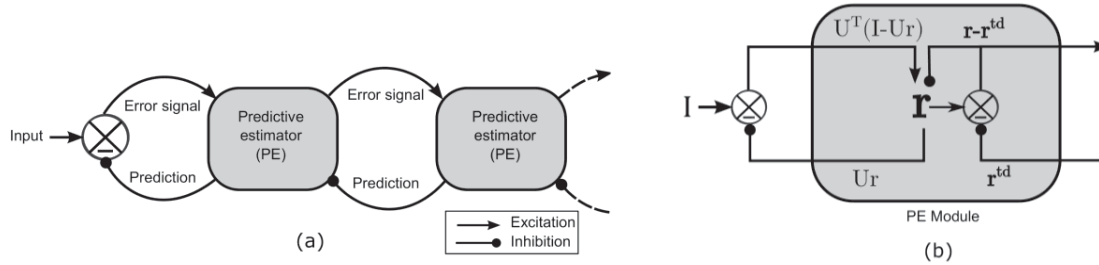 Input
Error signal
Prediction
Predictive
estimator
(PE)
Error signal
Prediction
Predictive
estimator
(PE)
Excitation
Inhibition
(a)
U^T(I-Ur)
r-r^td
I
r
Ur
r^td
PE Module
(b)